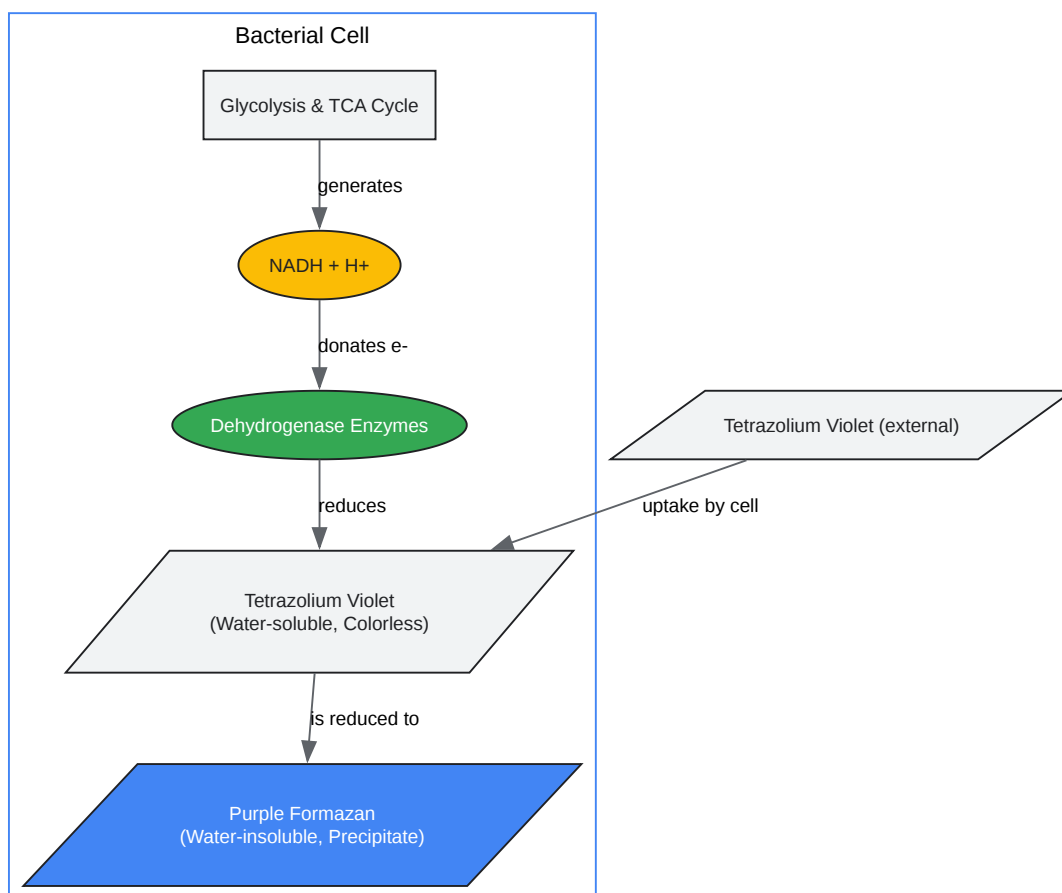 Bacterial Cell
Glycolysis & TCA Cycle
generates
NADH + H+
donates e-
Dehydrogenase Enzymes
Tetrazolium Violet (external)
reduces
uptake by cell
Tetrazolium Violet
(Water-soluble, Colorless)
is reduced to
Purple Formazan
(Water-insoluble, Precipitate)